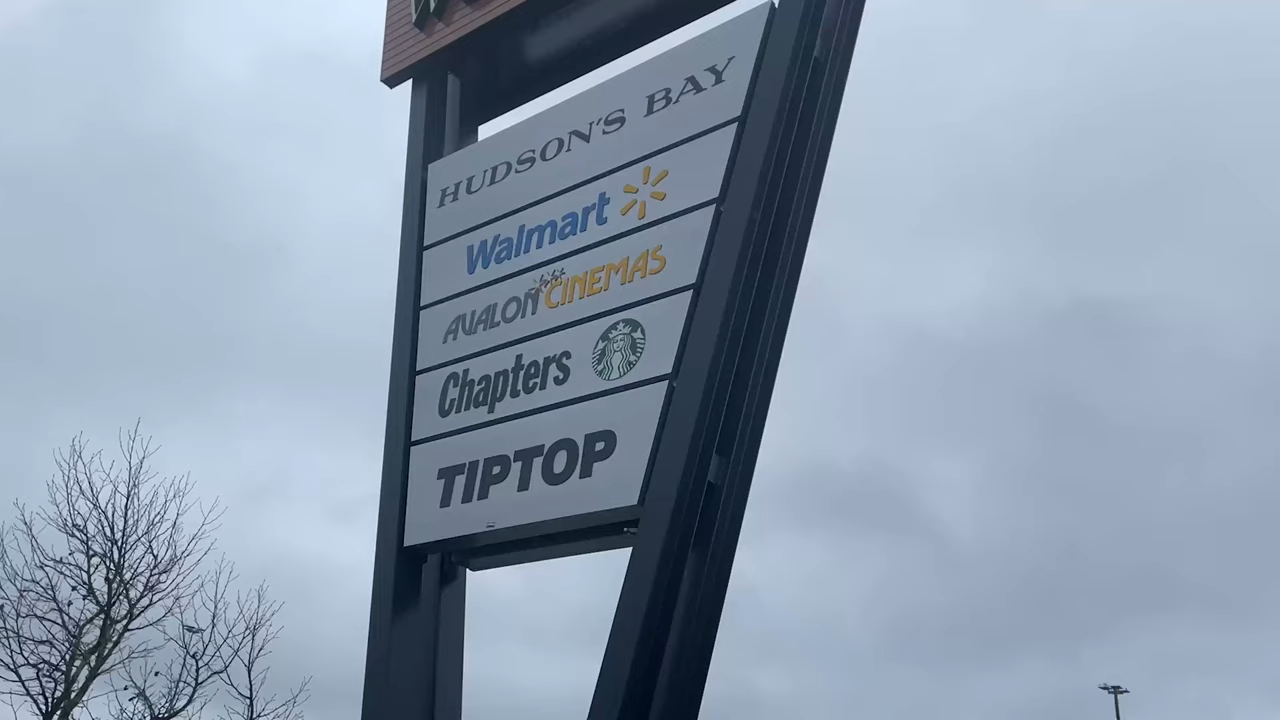 HUDSON'S BAY
Walmart
AVALON CINEMAS
Chapters
TIPTOP